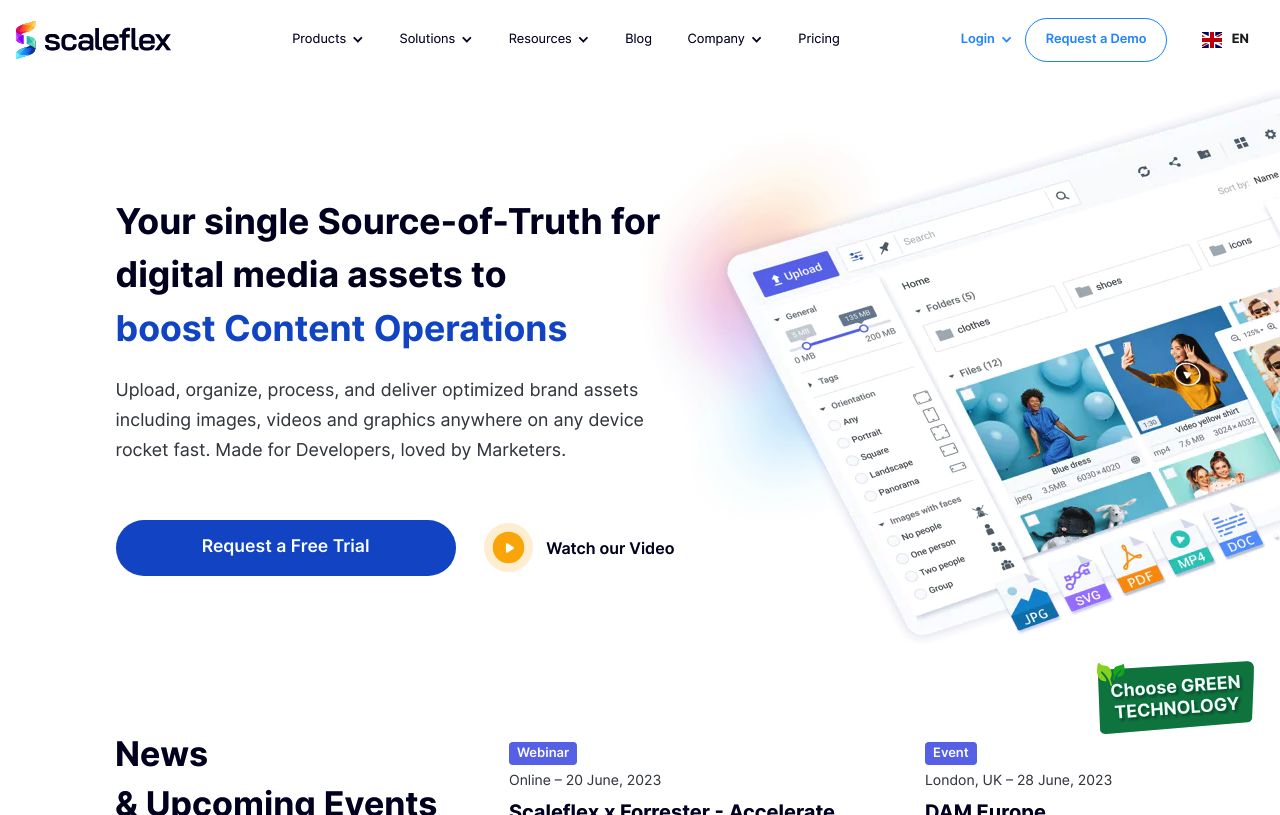 scaleflex
Products
Solutions
Resources
Blog
Company
Pricing
Login
Request a Demo
EN
Your single Source-of-Truth for
digital media assets to
boost Content Operations
Upload, organize, process, and deliver optimized brand assets
including images, videos and graphics anywhere on any device
rocket fast. Made for Developers, loved by Marketers.
Request a Free Trial
Watch our Video
Upload
Search
Sort by: Name
General
5 MB
135 MB
0 MB
200 MB
Tags
Orientation
Any
Portrait
Square
Landscape
Panorama
Images with faces
No people
One person
Two people
Group
Home
Folders (5)
clothes
shoes
icons
Files (12)
125%
1:30
Blue dress
jpeg 3,5MB 6030×4020
Video yellow shirt
mp4 7,6 MB 3024×4032
JPG
SVG
PDF
MP4
DOC
Choose GREEN
TECHNOLOGY
News
& Upcoming Events
Webinar
Online – 20 June, 2023
Scaleflex x Forrester - Accelerate
Event
London, UK – 28 June, 2023
DAM Europe